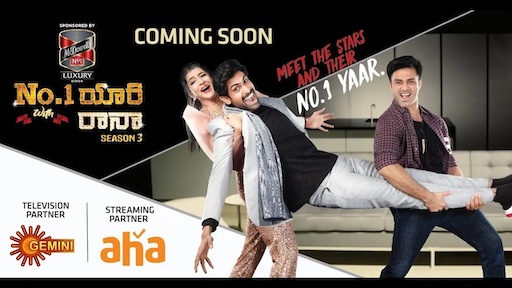 SPONSORED BY
McDowell's
No1
LUXURY
SODA
No.1 యారి
with
రానా
SEASON 3
COMING SOON
MEET THE STARS
AND THEIR
NO.1 YAAR.
TELEVISION
PARTNER
GEMINI
STREAMING
PARTNER
aha